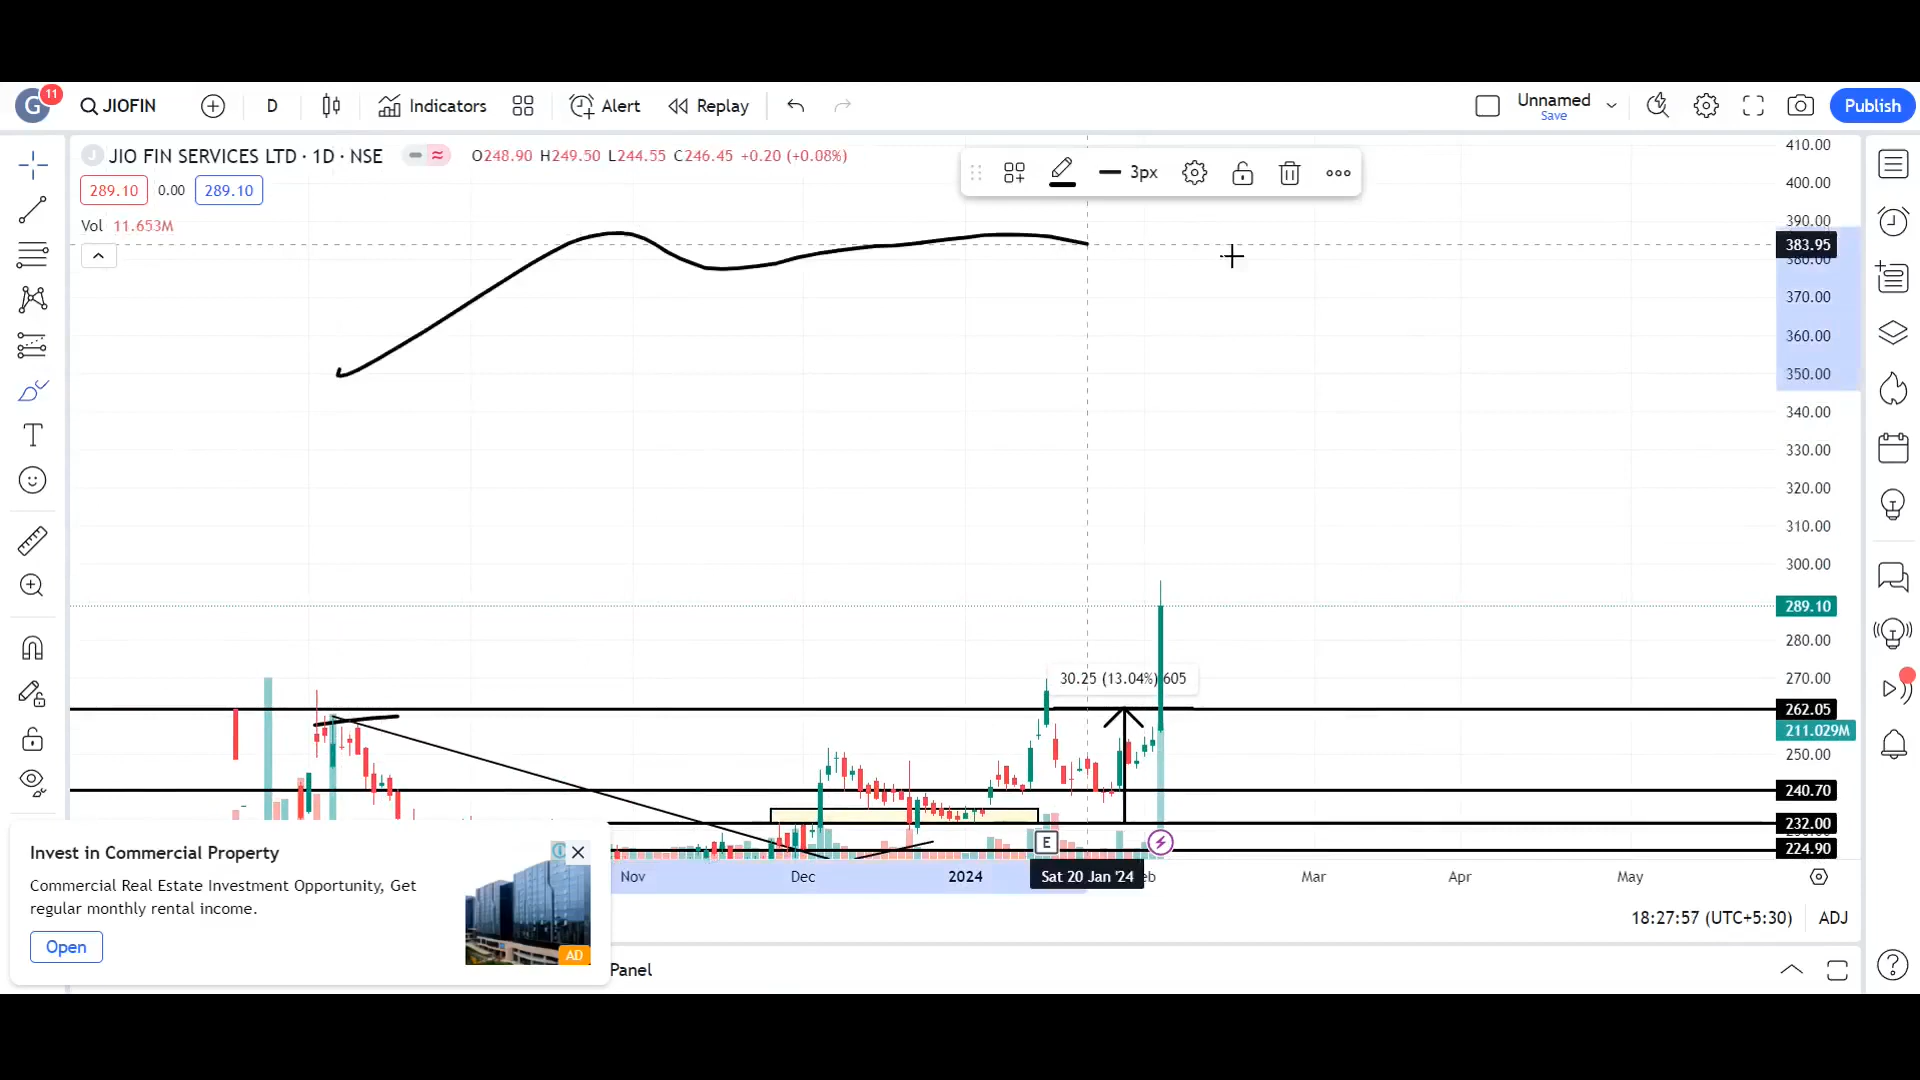 G 11 JIOFIN D Indicators Alert Replay Unnamed Save Publish
JIO FIN SERVICES LTD · 1D · NSE O248.90 H249.50 L244.55 C246.45 +0.20 (+0.08%)
3px
289.10 0.00 289.10
Vol 11.653M
410.00
400.00
390.00
383.95
380.00
370.00
360.00
350.00
340.00
330.00
320.00
310.00
300.00
289.10
280.00
270.00
262.05
211.029M
250.00
240.70
232.00
224.90
30.25 (13.04%) 605
E
Nov Dec 2024 Sat 20 Jan '24 eb Mar Apr May
18:27:57 (UTC+5:30) ADJ
Panel
Invest in Commercial Property
Commercial Real Estate Investment Opportunity, Get
regular monthly rental income.
Open
AD